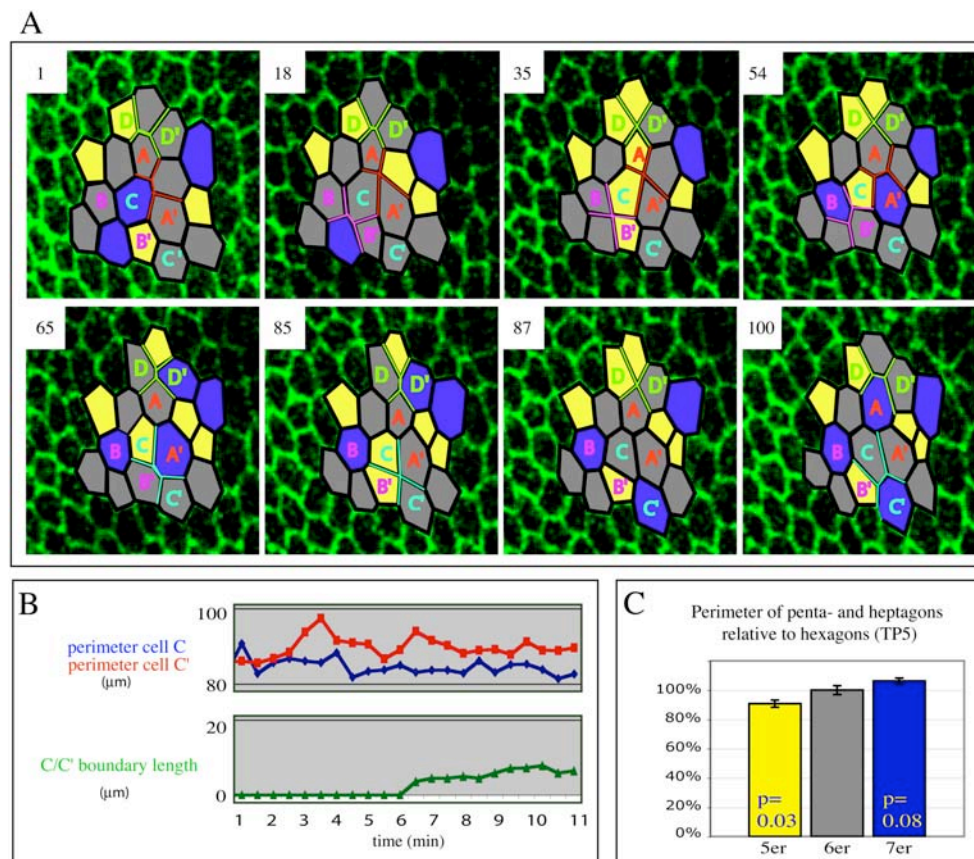 A
1
18
35
54
D
D'
A
B
C
A'
B'
C'
D
D'
A
B
C
A'
B'
C'
D
D'
A
B
C
A'
B'
C'
D
D'
A
B
C
A'
B'
C'
65
85
87
100
D
D'
A
B
C
A'
B'
C'
D
D'
A
B
C
A'
B'
C'
D
D'
A
B
C
A'
B'
C'
D
D'
A
B
C
A'
B'
C'
B
perimeter cell C
perimeter cell C'
(µm)
100
80
C/C' boundary length
(µm)
20
0
1 2 3 4 5 6 7 8 9 10 11
time (min)
C
Perimeter of penta- and heptagons
relative to hexagons (TP5)
100%
80%
60%
40%
20%
0%
p=
0.03
p=
0.08
5er 6er 7er